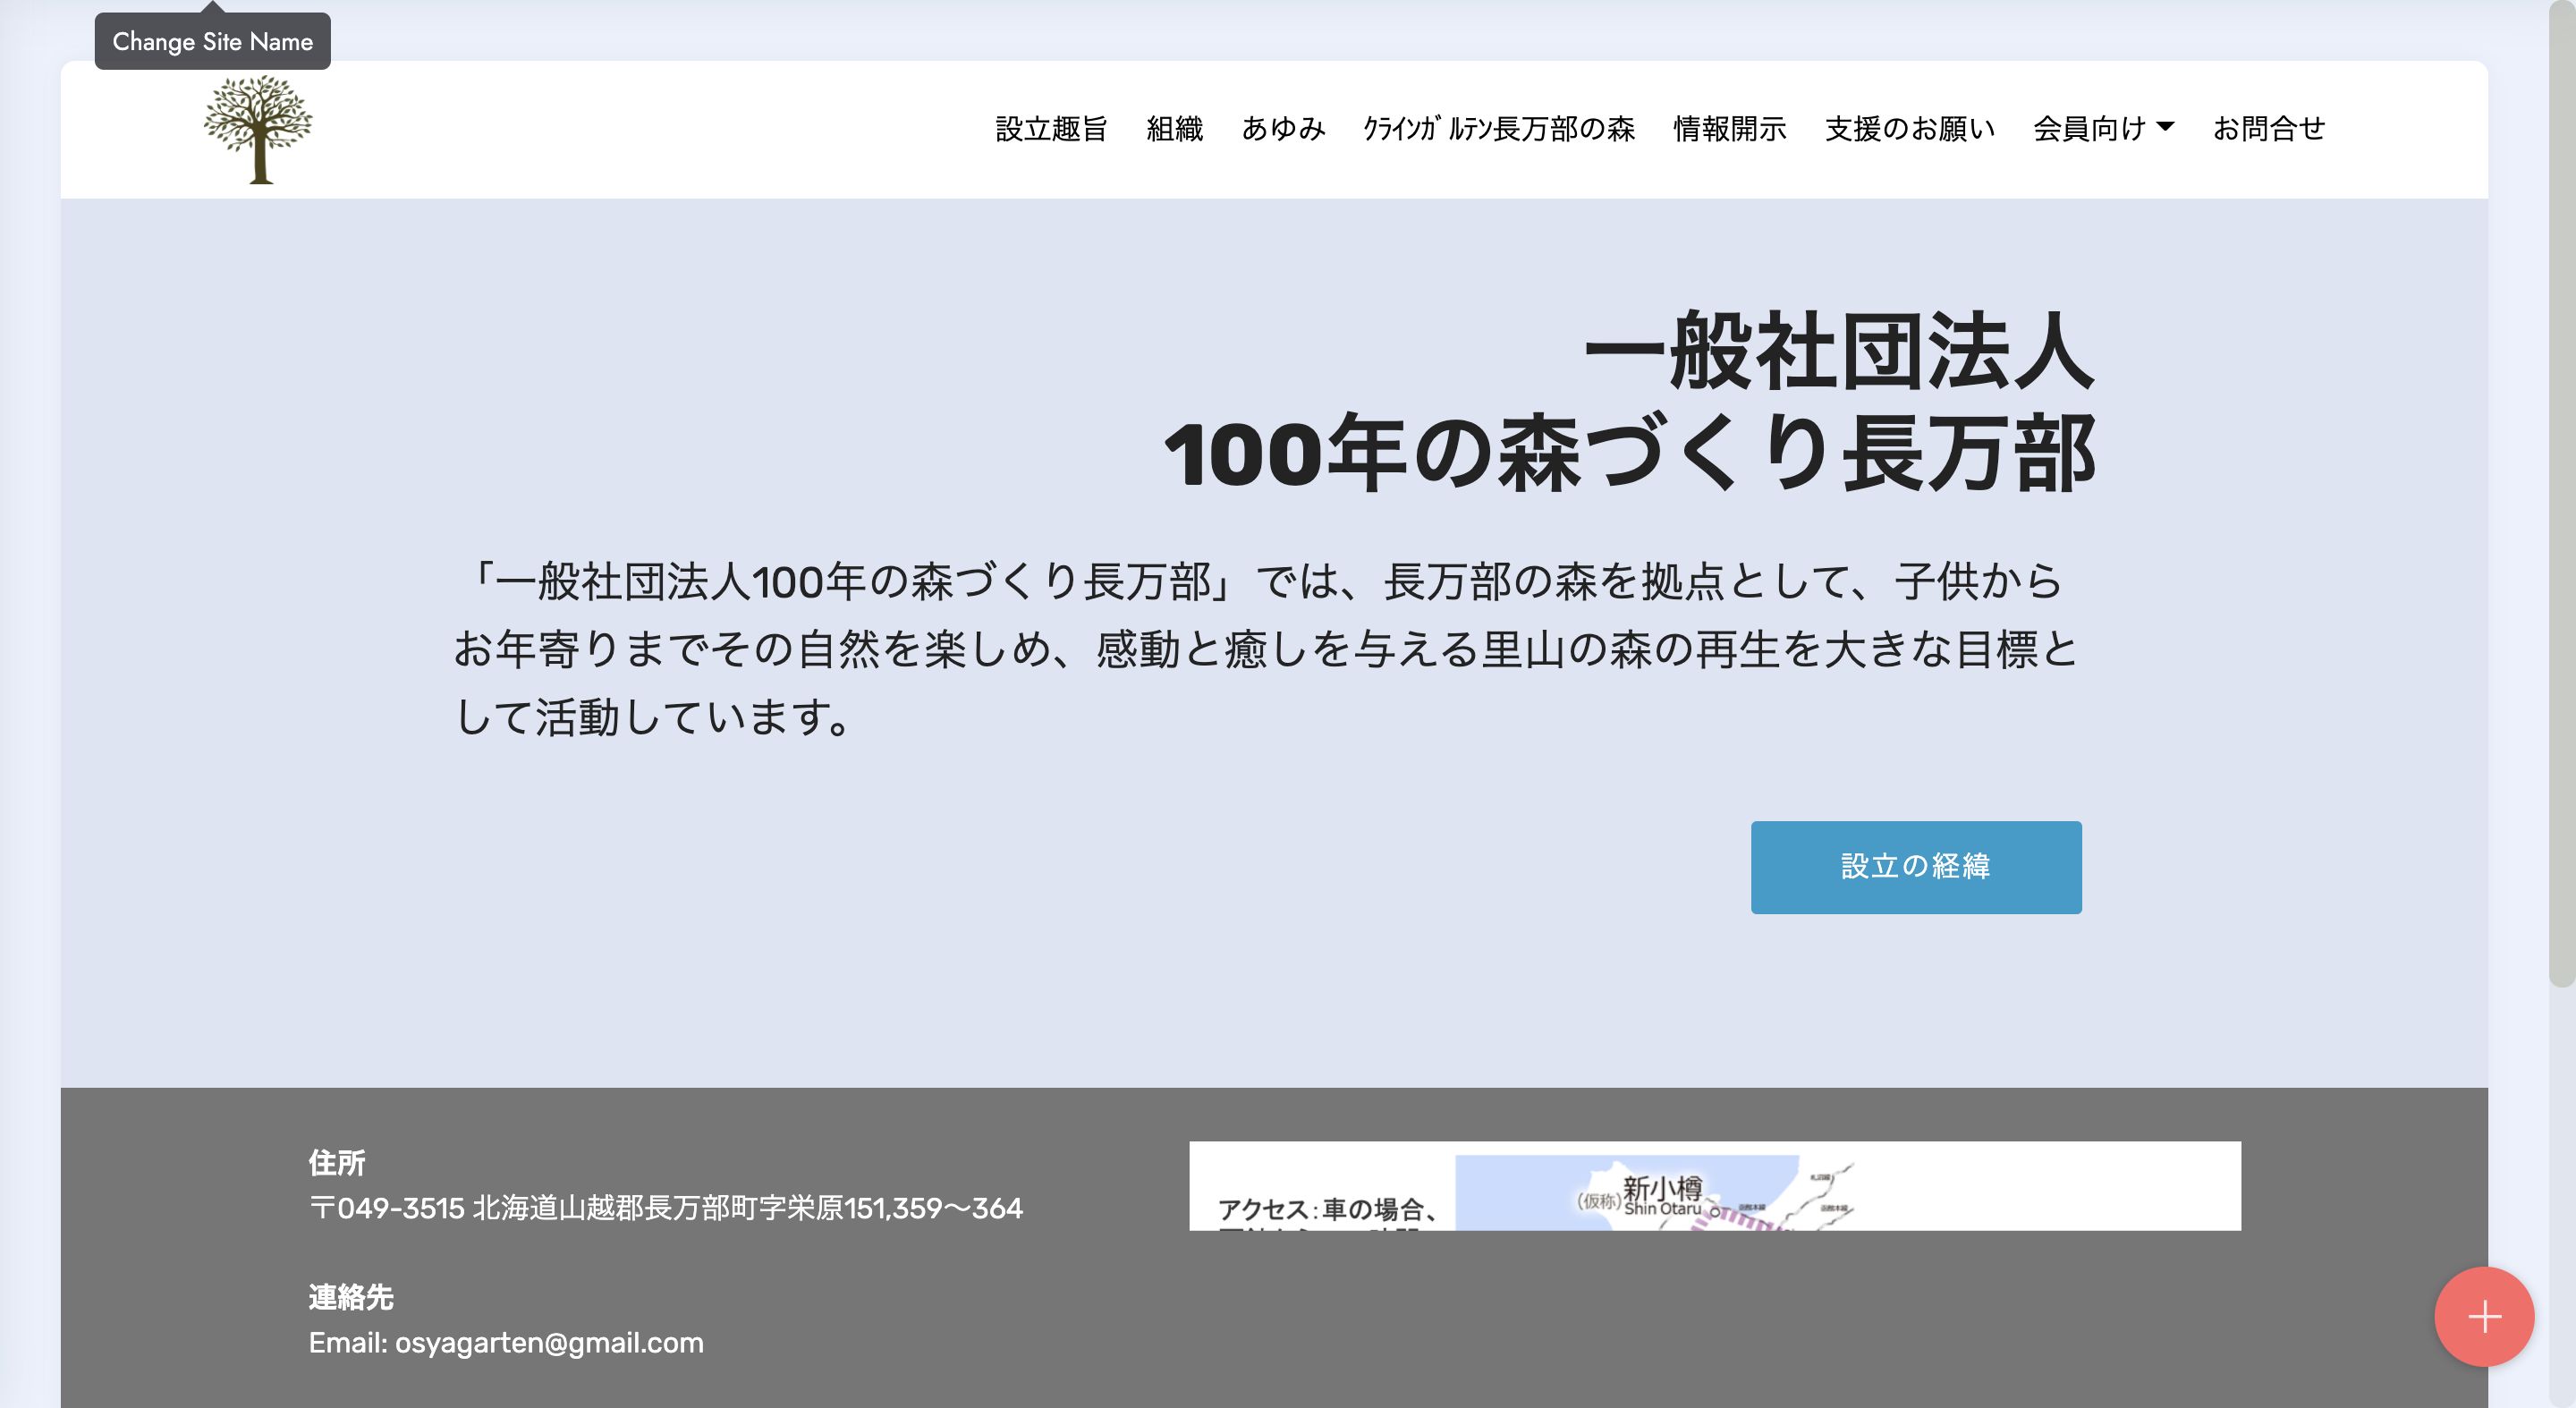 Change Site Name
設立趣旨 組織 あゆみ ｸﾗｲﾝｶﾞﾙﾃﾝ長万部の森 情報開示 支援のお願い 会員向け お問合せ
一般社団法人
100年の森づくり長万部
「一般社団法人100年の森づくり長万部」では、長万部の森を拠点として、子供から
お年寄りまでその自然を楽しめ、感動と癒しを与える里山の森の再生を大きな目標と
して活動しています。
設立の経緯
住所
〒049-3515 北海道山越郡長万部町字栄原151,359〜364
連絡先
Email: osyagarten@gmail.com
アクセス：車の場合、
(仮称)新小樽
Shin Otaru
函館本線
函館本線